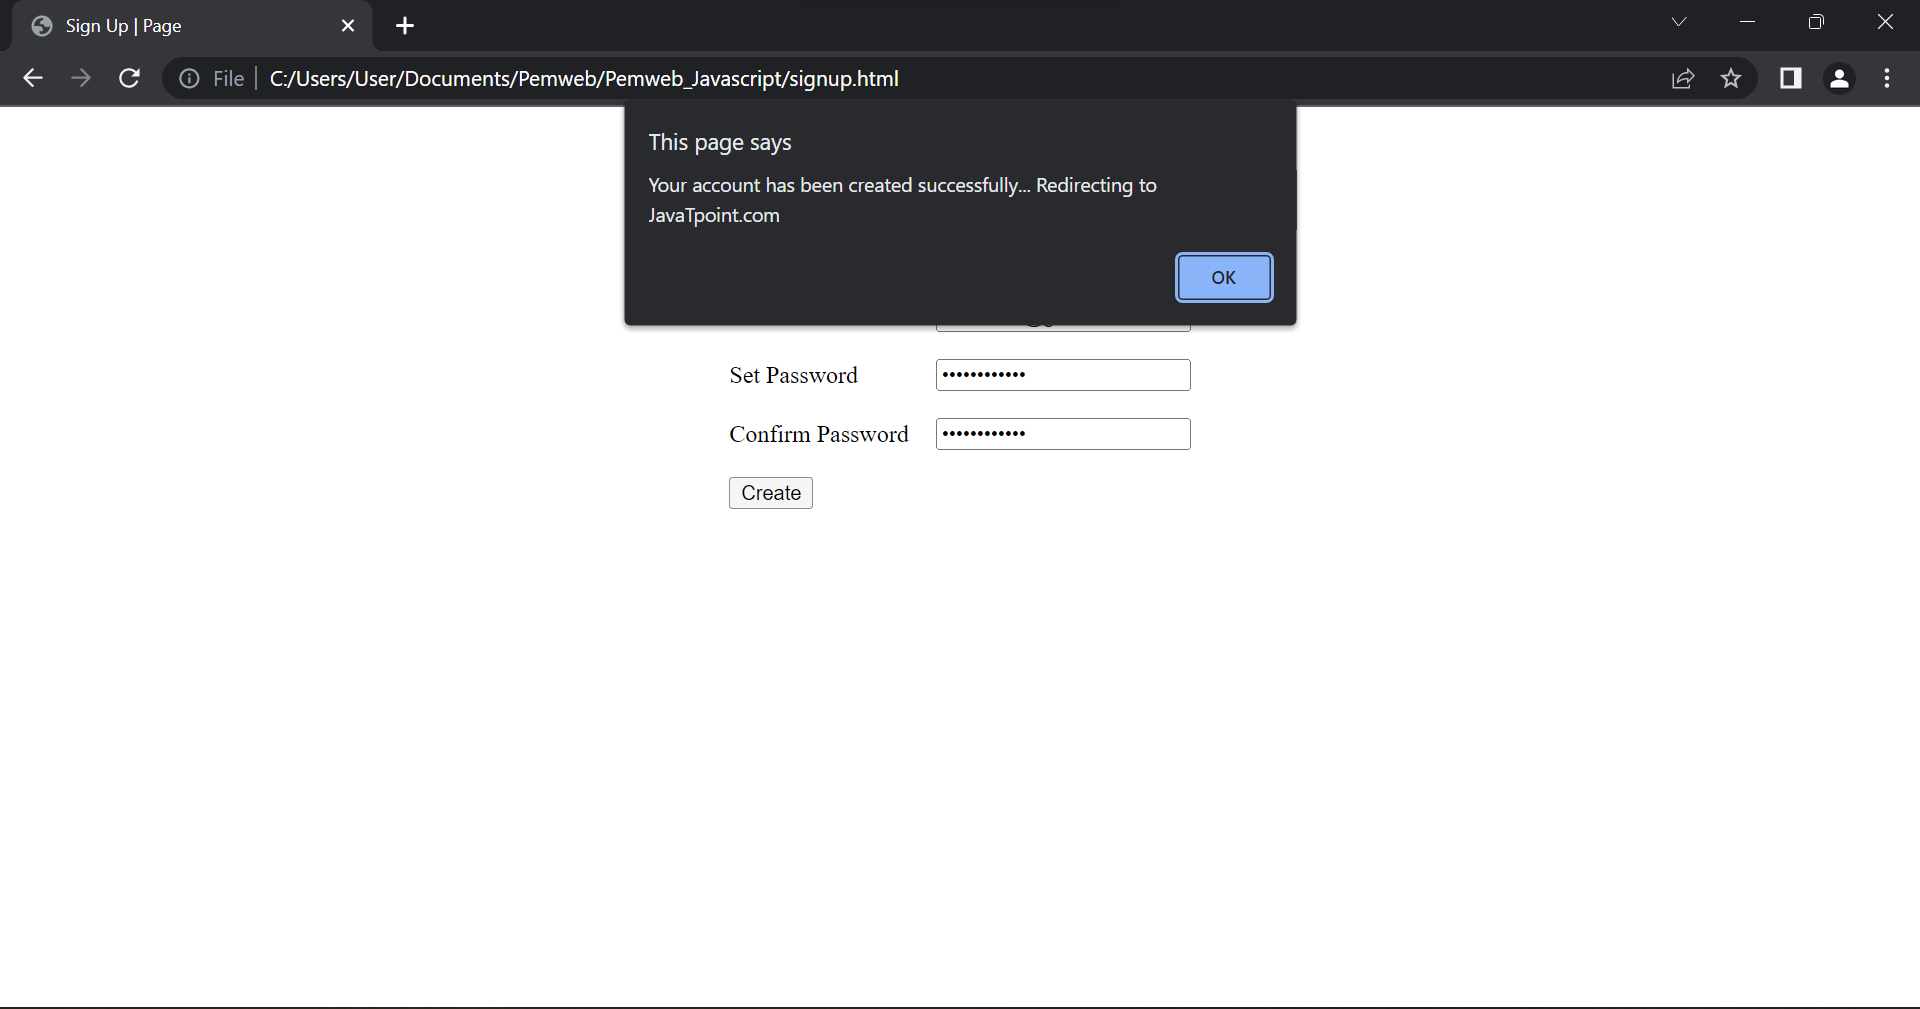 Sign Up | Page
File
C:/Users/User/Documents/Pemweb/Pemweb_Javascript/signup.html
This page says
Your account has been created successfully... Redirecting to
JavaTpoint.com
OK
Set Password
••••••••••••
Confirm Password
••••••••••••
Create